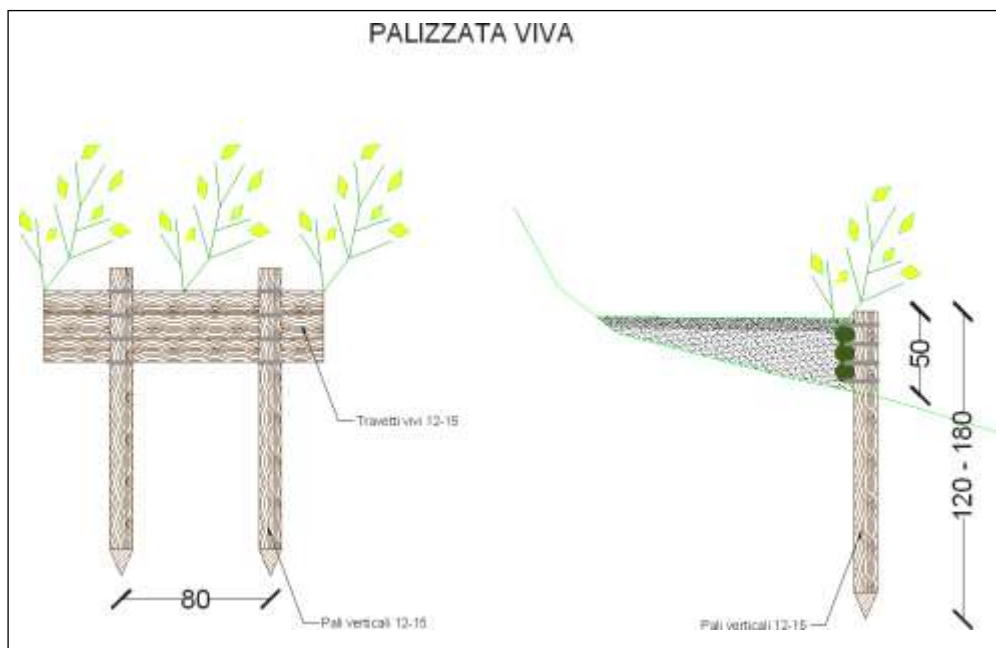 PALIZZATA VIVA
Travetti vivi 12-15
80
Pali verticali 12-15
50
120 - 180
Pali verticali 12-15